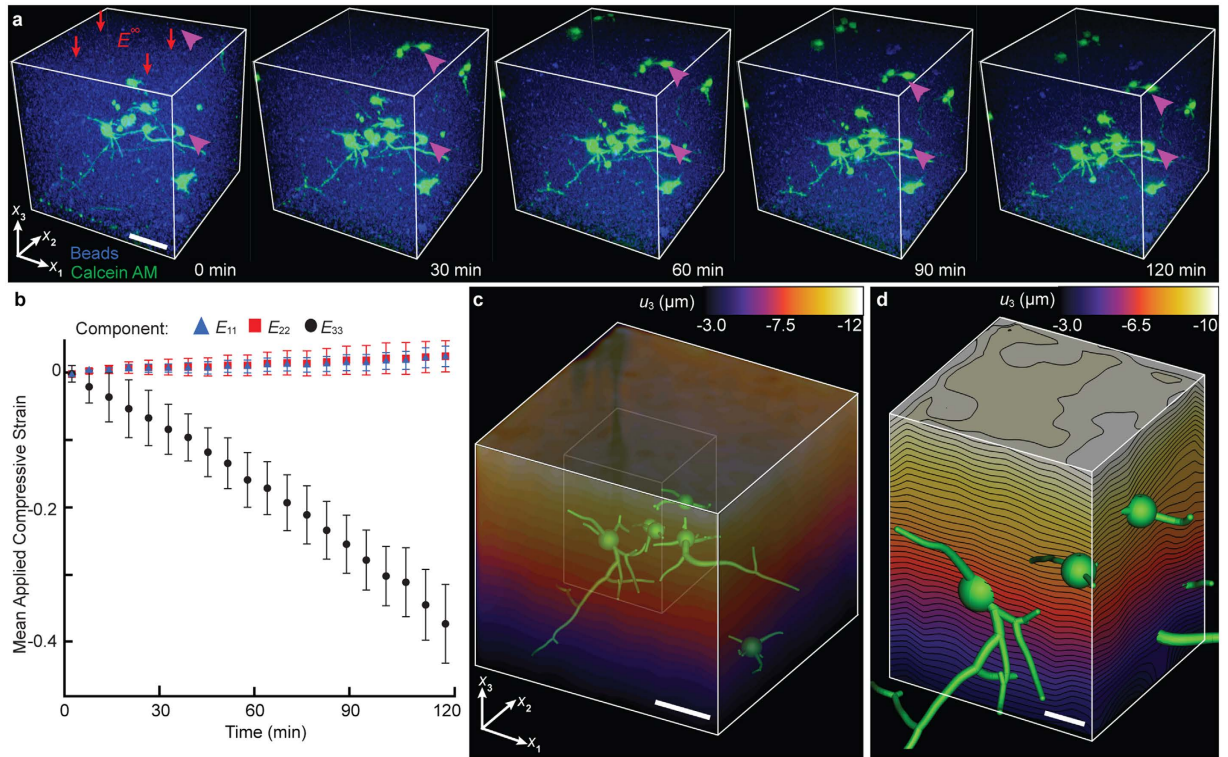 a
E∞
X3
X2
X1
Beads
Calcein AM
0 min
30 min
60 min
90 min
120 min
b
Component: E11 E22 E33
0
-0.2
-0.4
Mean Applied Compressive Strain
0 30 60 90 120
Time (min)
c
u3 (µm)
-3.0 -7.5 -12
X3
X2
X1
d
u3 (µm)
-3.0 -6.5 -10